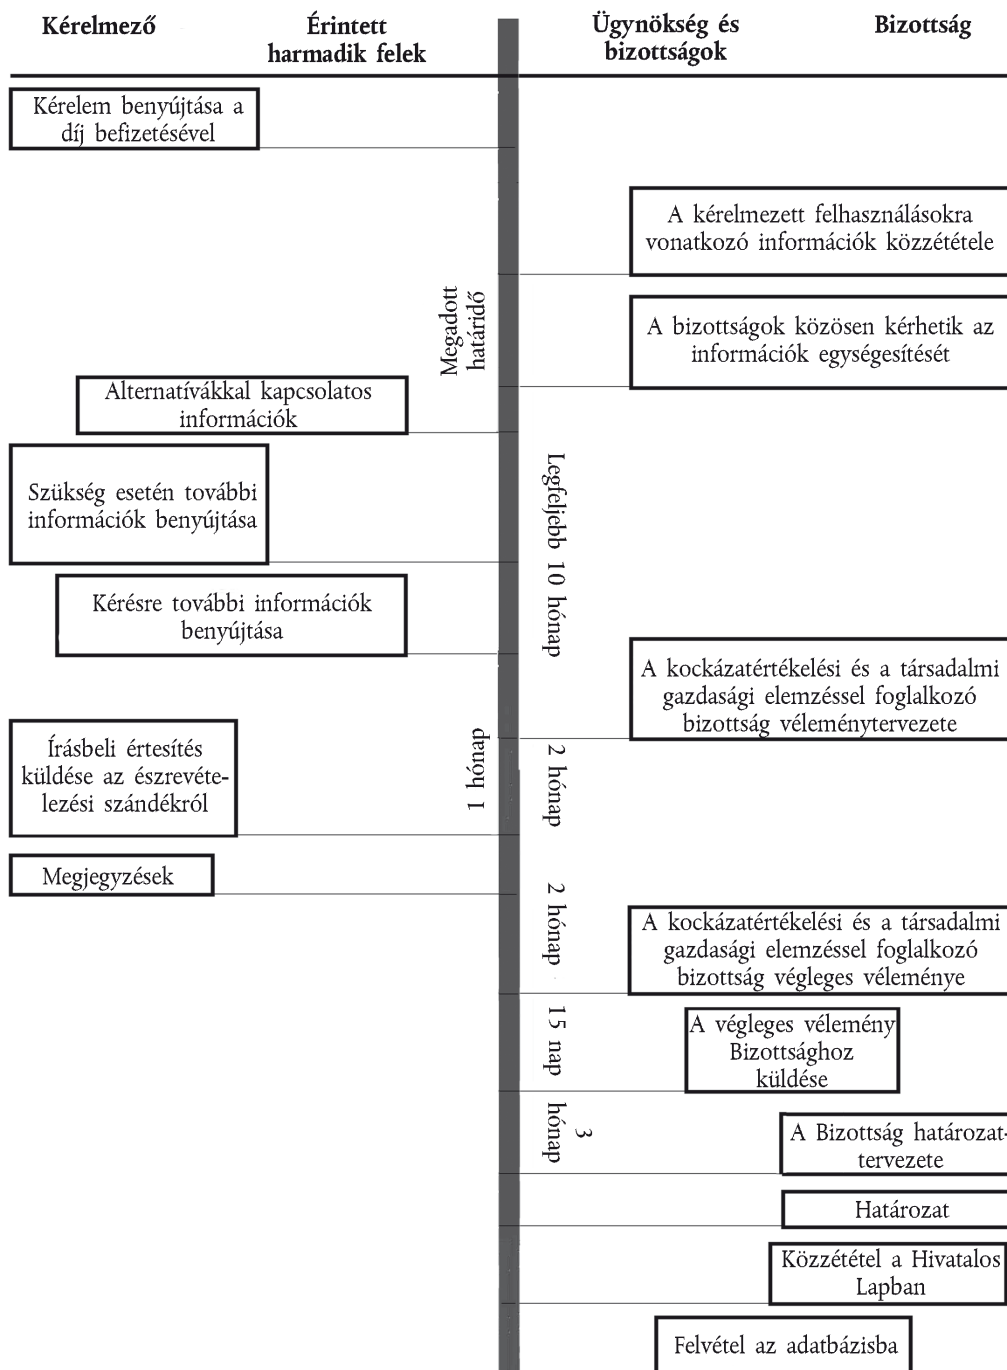 Kérelmező
Érintett
harmadik felek
Ügynökség és
bizottságok
Bizottság
Kérelem benyújtása a
díj befizetésével
A kérelmezett felhasználásokra
vonatkozó információk közzététele
Megadott
határidő
A bizottságok közösen kérhetik az
információk egységesítését
Alternatívákkal kapcsolatos
információk
Szükség esetén további
információk benyújtása
Legfeljebb 10 hónap
Kérésre további információk
benyújtása
A kockázatértékelési és a társadalmi
gazdasági elemzéssel foglalkozó
bizottság véleménytervezete
Írásbeli értesítés
küldése az észrevéte-
lezési szándékról
1 hónap
2 hónap
Megjegyzések
2 hónap
A kockázatértékelési és a társadalmi
gazdasági elemzéssel foglalkozó
bizottság végleges véleménye
15 nap
A végleges vélemény
Bizottsághoz
küldése
3
hónap
A Bizottság határozat-
tervezete
Határozat
Közzététel a Hivatalos
Lapban
Felvétel az adatbázisba